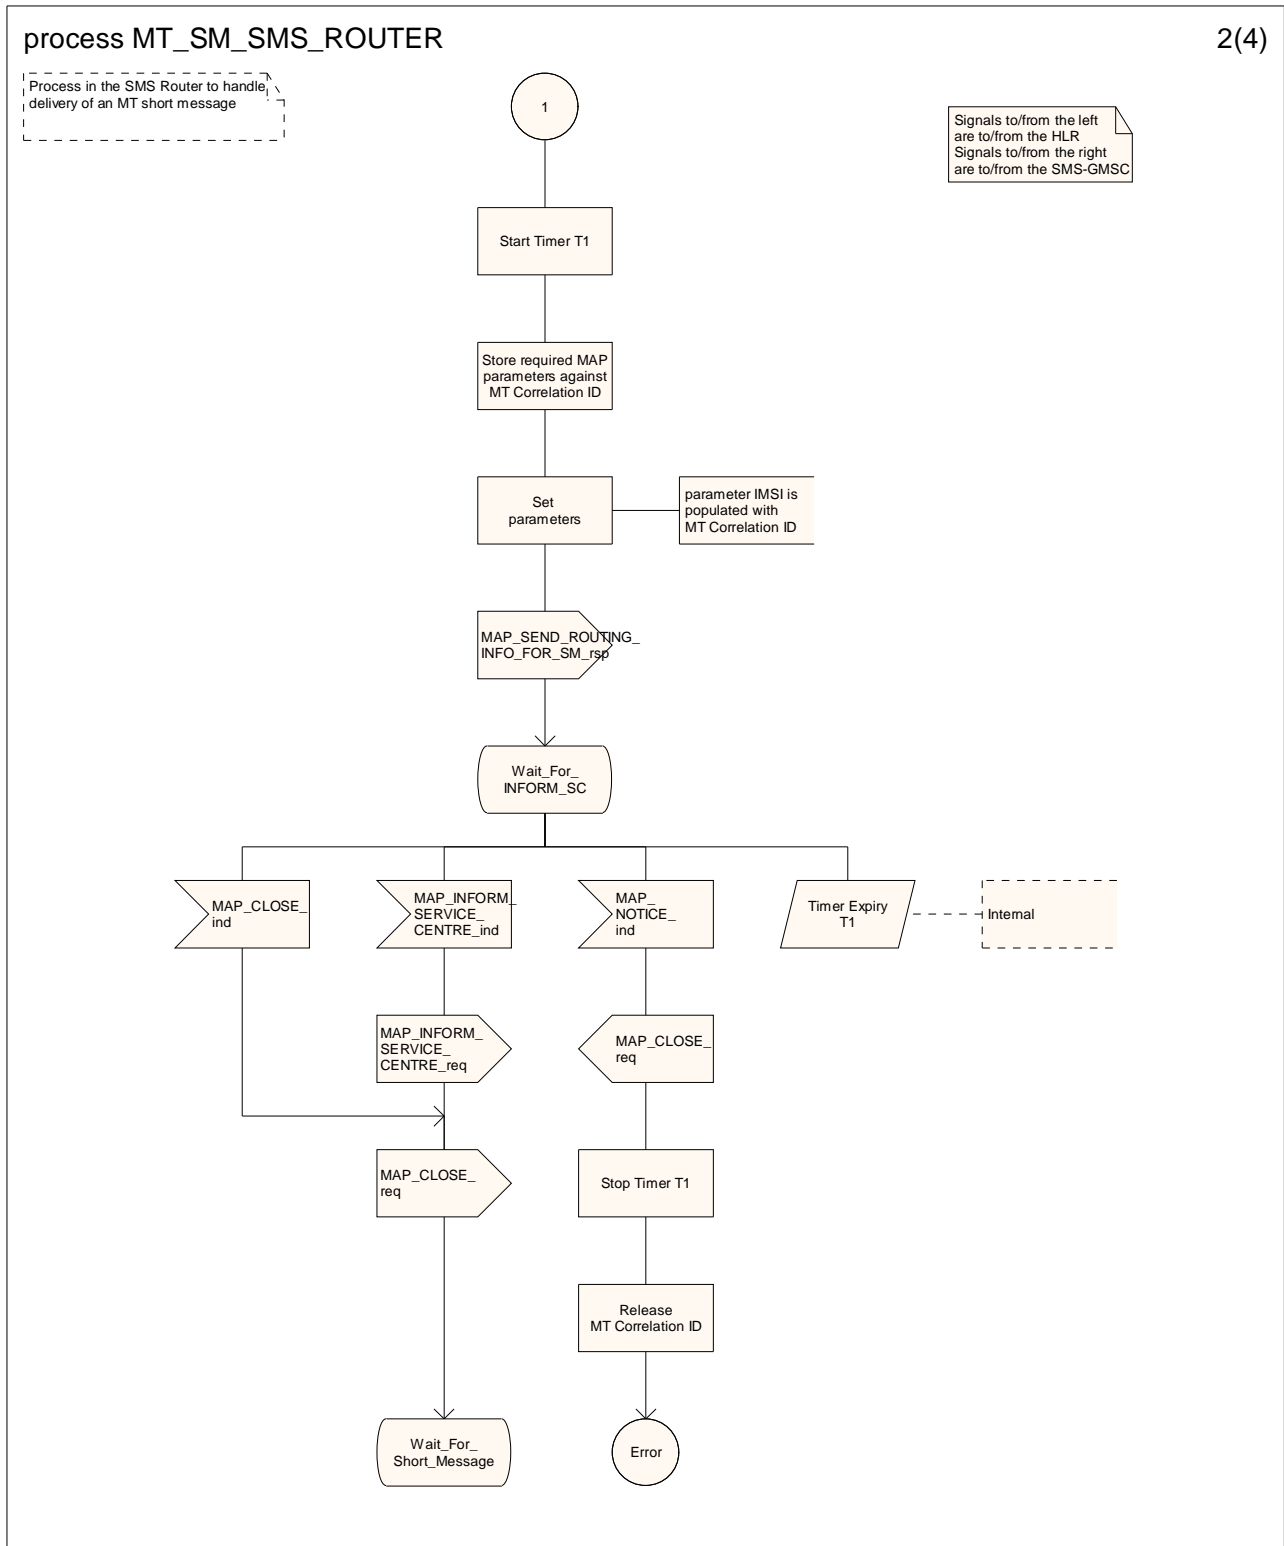 process MT_SM_SMS_ROUTER
2(4)
Process in the SMS Router to handle
delivery of an MT short message
1
Signals to/from the left
are to/from the HLR
Signals to/from the right
are to/from the SMS-GMSC
Start Timer T1
Store required MAP
parameters against
MT Correlation ID
Set
parameters
parameter IMSI is
populated with
MT Correlation ID
MAP_SEND_ROUTING_
INFO_FOR_SM_rsp
Wait_For_
INFORM_SC
MAP_CLOSE_
ind
MAP_INFORM_
SERVICE_
CENTRE_ind
MAP_
NOTICE_
ind
Timer Expiry
T1
Internal
MAP_INFORM_
SERVICE_
CENTRE_req
MAP_CLOSE_
req
MAP_CLOSE_
req
Stop Timer T1
Release
MT Correlation ID
Wait_For_
Short_Message
Error